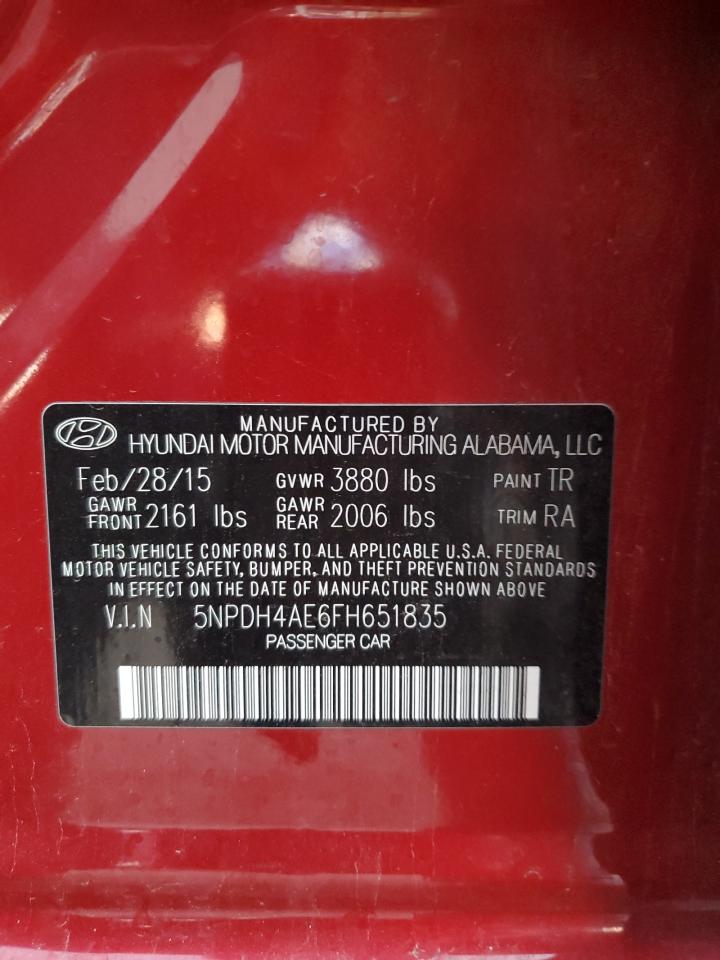 MANUFACTURED BY
HYUNDAI MOTOR MANUFACTURING ALABAMA, LLC
Feb/28/15 GVWR 3880 lbs PAINT TR
GAWR FRONT 2161 lbs GAWR REAR 2006 lbs TRIM RA
THIS VEHICLE CONFORMS TO ALL APPLICABLE U.S.A. FEDERAL
MOTOR VEHICLE SAFETY, BUMPER, AND THEFT PREVENTION STANDARDS
IN EFFECT ON THE DATE OF MANUFACTURE SHOWN ABOVE
V.I.N 5NPDH4AE6FH651835
PASSENGER CAR